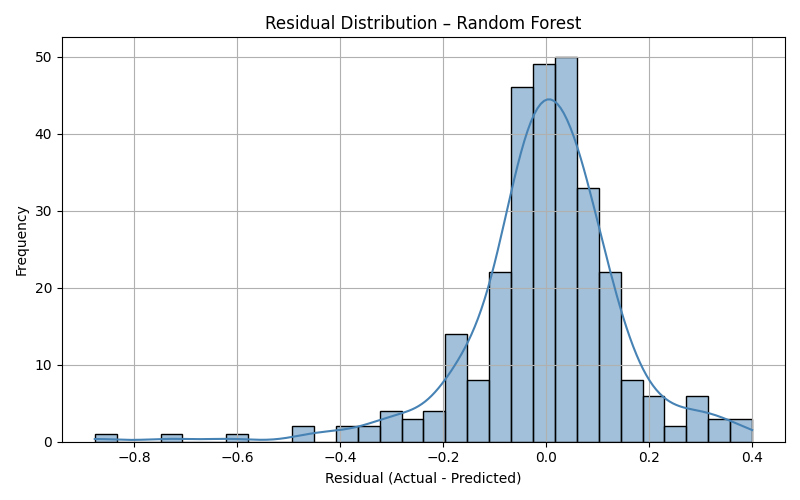 Residual Distribution – Random Forest
50
40
30
20
10
0
Frequency
−0.8 −0.6 −0.4 −0.2 0.0 0.2 0.4
Residual (Actual - Predicted)